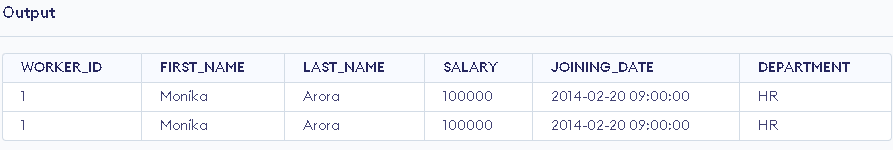 Output
WORKER_ID FIRST_NAME LAST_NAME SALARY JOINING_DATE DEPARTMENT
1 Monika Arora 100000 2014-02-20 09:00:00 HR
1 Monika Arora 100000 2014-02-20 09:00:00 HR